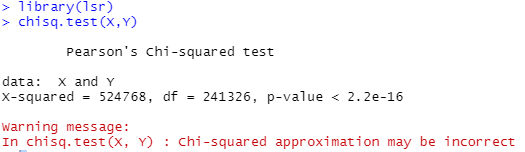 > library(lsr)
> chisq.test(X,Y)
Pearson's Chi-squared test
data: X and Y
X-squared = 524768, df = 241326, p-value < 2.2e-16
Warning message:
In chisq.test(X, Y) : Chi-squared approximation may be incorrect